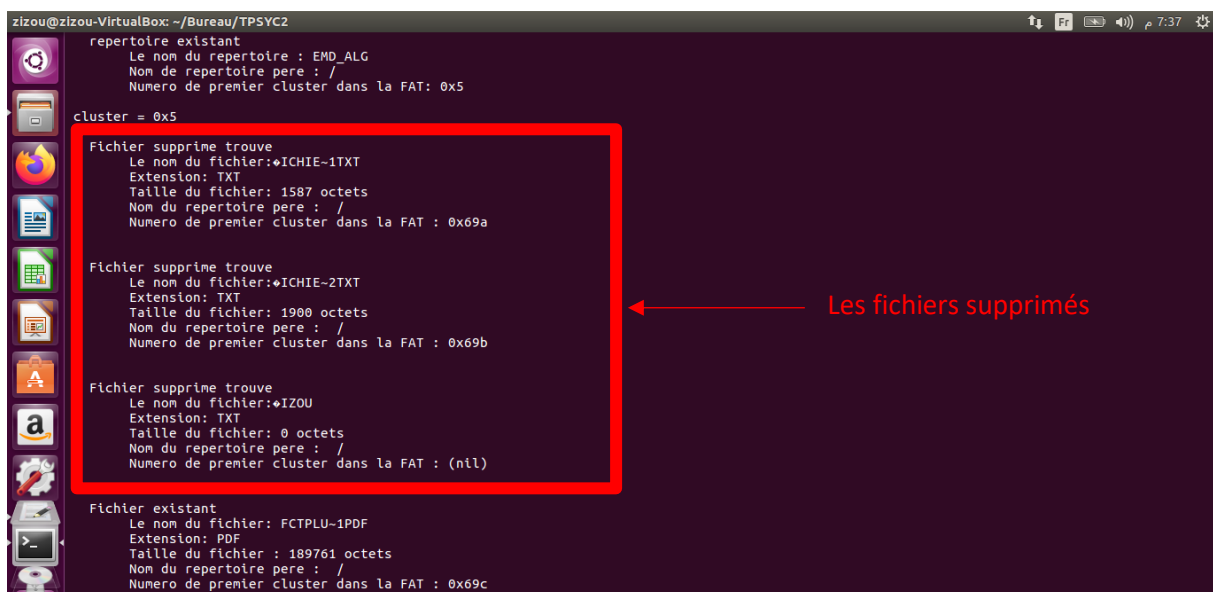 zizou@zizou-VirtualBox: ~/Bureau/TPSYC2
Fr
م 7:37
repertoire existant
Le nom du repertoire : EMD_ALG
Nom de repertoire pere : /
Numero de premier cluster dans la FAT: 0x5
cluster = 0x5
Fichier supprime trouve
Le nom du fichier:�ICHIE~1TXT
Extension: TXT
Taille du fichier: 1587 octets
Nom du repertoire pere :  /
Numero de premier cluster dans la FAT : 0x69a
Fichier supprime trouve
Le nom du fichier:�ICHIE~2TXT
Extension: TXT
Taille du fichier: 1900 octets
Nom du repertoire pere :  /
Numero de premier cluster dans la FAT : 0x69b
Les fichiers supprimés
Fichier supprime trouve
Le nom du fichier:�IZOU
Extension: TXT
Taille du fichier: 0 octets
Nom du repertoire pere :  /
Numero de premier cluster dans la FAT : (nil)
Fichier existant
Le nom du fichier: FCTPLU~1PDF
Extension: PDF
Taille du fichier : 189761 octets
Nom du repertoire pere :  /
Numero de premier cluster dans la FAT : 0x69c